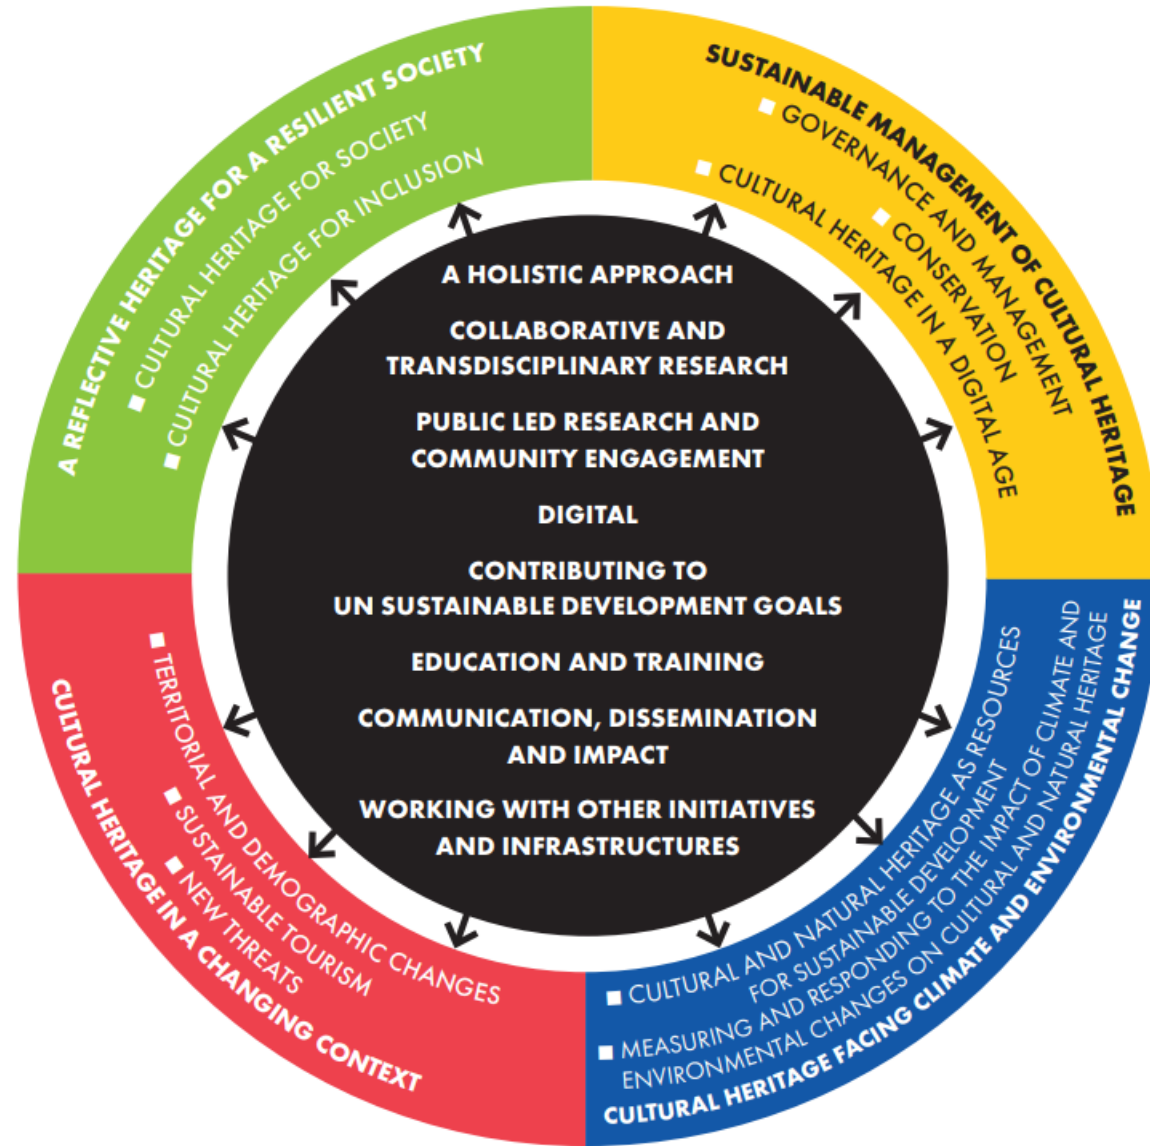 A REFLECTIVE HERITAGE FOR A RESILIENT SOCIETY
■ CULTURAL HERITAGE FOR SOCIETY
■ CULTURAL HERITAGE FOR INCLUSION
SUSTAINABLE MANAGEMENT OF CULTURAL HERITAGE
■ GOVERNANCE AND MANAGEMENT
■ CONSERVATION
■ CULTURAL HERITAGE IN A DIGITAL AGE
A HOLISTIC APPROACH
COLLABORATIVE AND
TRANSDISCIPLINARY RESEARCH
PUBLIC LED RESEARCH AND
COMMUNITY ENGAGEMENT
DIGITAL
CONTRIBUTING TO
UN SUSTAINABLE DEVELOPMENT GOALS
EDUCATION AND TRAINING
COMMUNICATION, DISSEMINATION
AND IMPACT
WORKING WITH OTHER INITIATIVES
AND INFRASTRUCTURES
■ TERRITORIAL AND DEMOGRAPHIC CHANGES
■ SUSTAINABLE TOURISM
■ NEW THREATS
CULTURAL HERITAGE IN A CHANGING CONTEXT
■ CULTURAL AND NATURAL HERITAGE AS RESOURCES
FOR SUSTAINABLE DEVELOPMENT
■ MEASURING AND RESPONDING TO THE IMPACT OF CLIMATE AND
ENVIRONMENTAL CHANGES ON CULTURAL AND NATURAL HERITAGE
CULTURAL HERITAGE FACING CLIMATE AND ENVIRONMENTAL CHANGE